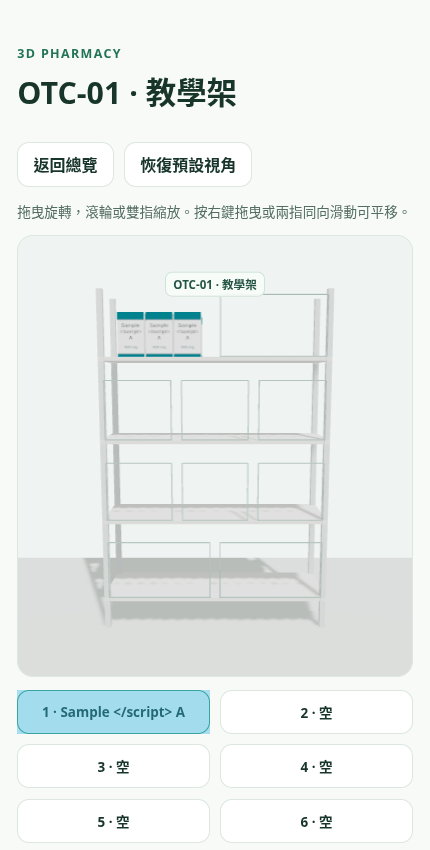 3D PHARMACY
OTC-01 · 教學架
返回總覽
恢復預設視角
拖曳旋轉，滾輪或雙指縮放。按右鍵拖曳或兩指同向滑動可平移。
OTC-01 · 教學架
Sample Sample Sample
A A A
1 · Sample </script> A
2 · 空
3 · 空
4 · 空
5 · 空
6 · 空